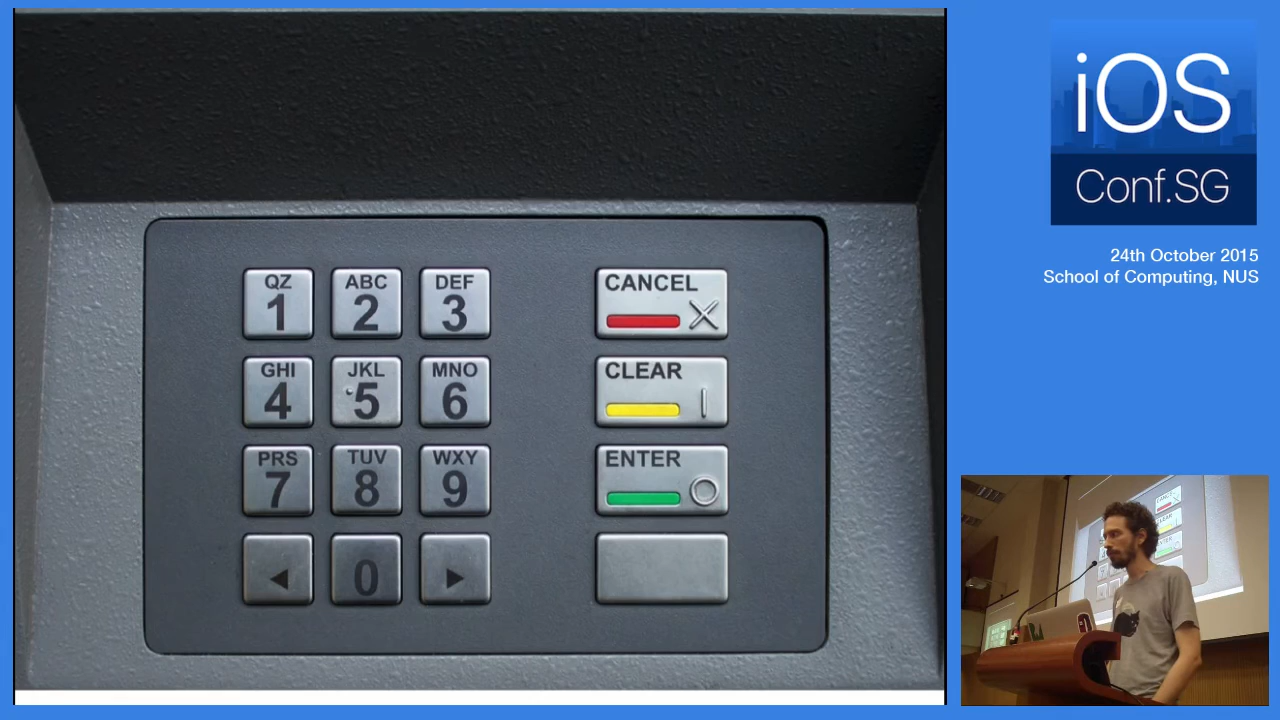 QZ ABC DEF CANCEL
1 2 3
GHI JKL MNO CLEAR
4 5 6
PRS TUV WXY ENTER
7 8 9
0
iOS
Conf.SG
24th October 2015
School of Computing, NUS